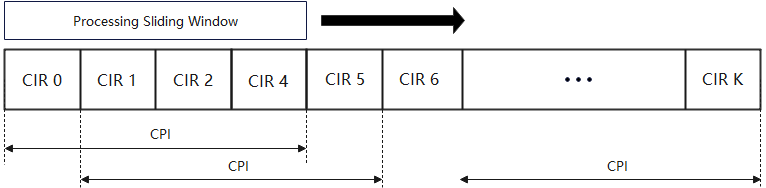 Processing Sliding Window
CIR 0 CIR 1 CIR 2 CIR 4 CIR 5 CIR 6 ••• CIR K
CPI
CPI CPI